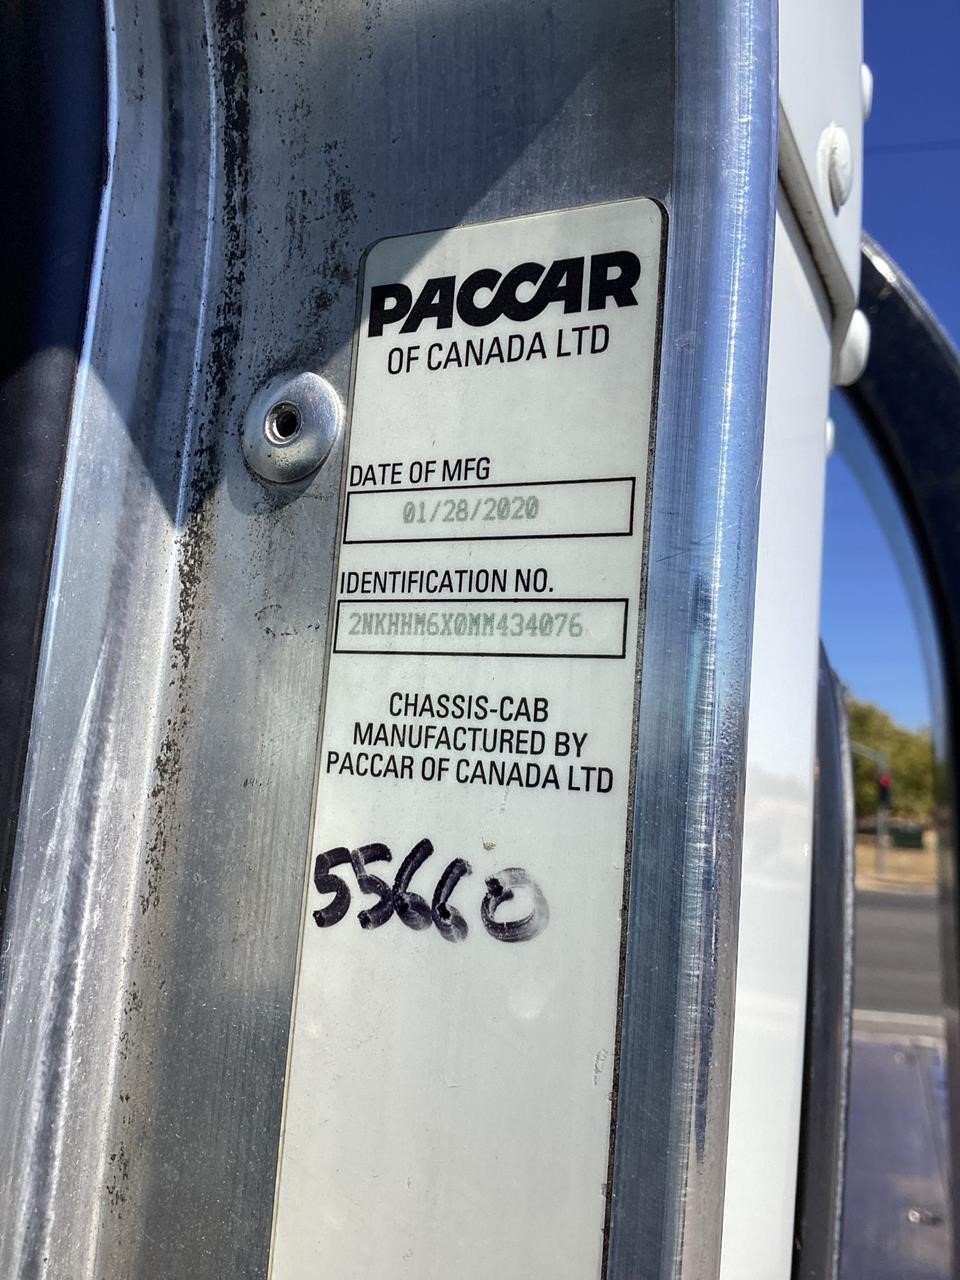 PACCAR
OF CANADA LTD
DATE OF MFG
01/28/2020
IDENTIFICATION NO.
2NKHHM6X0MM434076
CHASSIS-CAB
MANUFACTURED BY
PACCAR OF CANADA LTD
55660